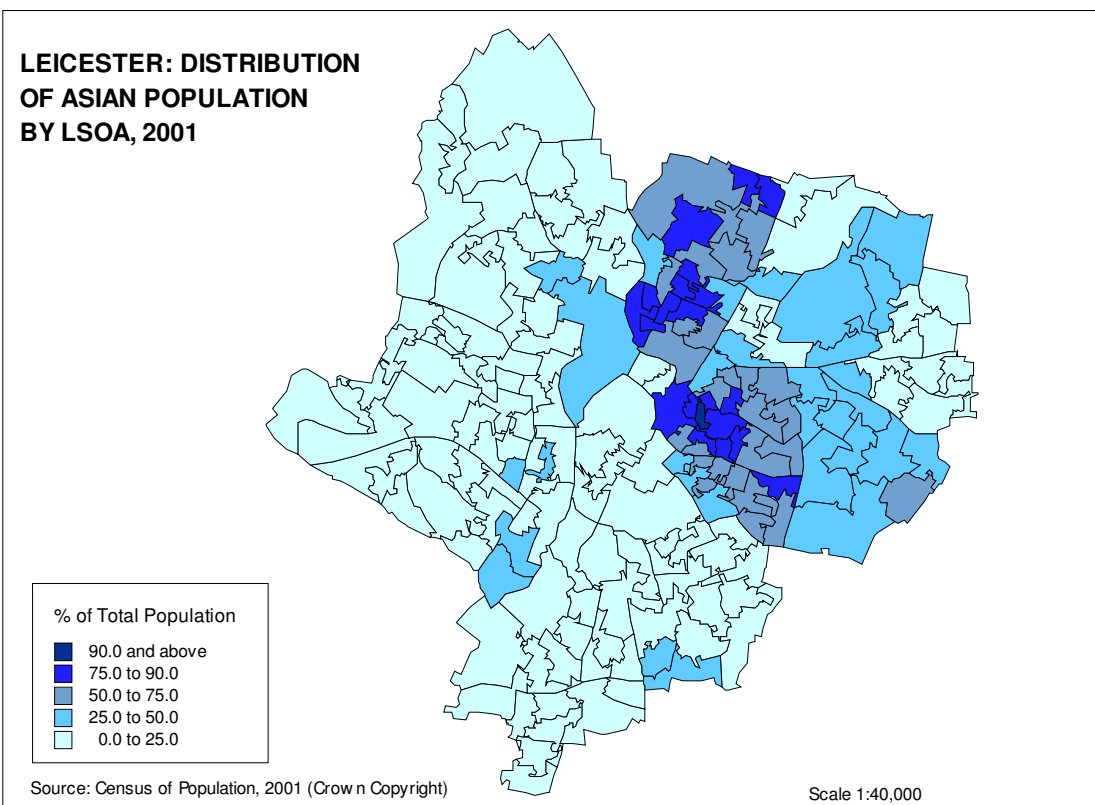 LEICESTER: DISTRIBUTION
OF ASIAN POPULATION
BY LSOA, 2001
% of Total Population
90.0 and above
75.0 to 90.0
50.0 to 75.0
25.0 to 50.0
0.0 to 25.0
Source: Census of Population, 2001 (Crown Copyright)
Scale 1:40,000